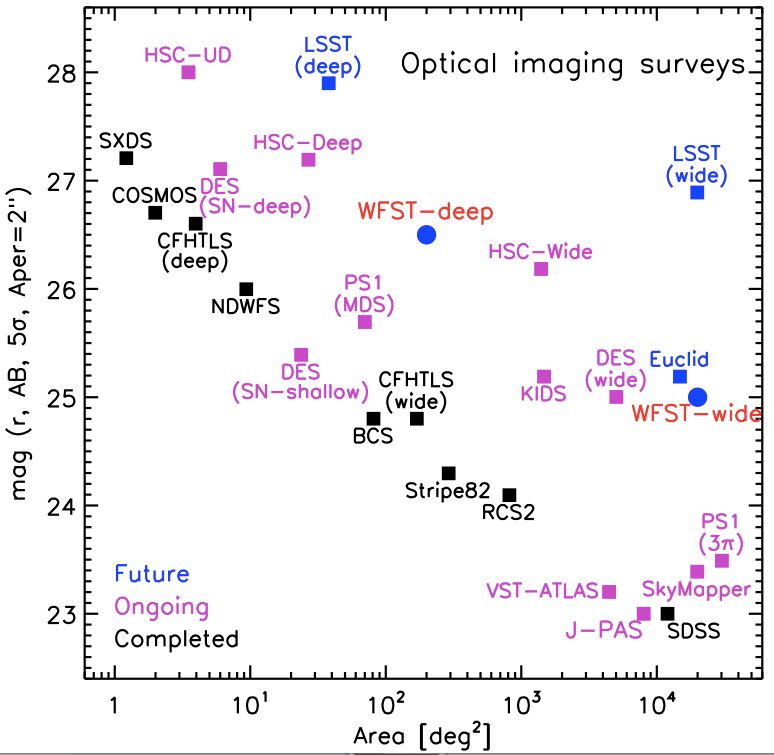 Optical imaging surveys
HSC-UD
LSST
(deep)
SXDS
HSC-Deep
DES
(SN-deep)
LSST
(wide)
COSMOS
CFHTLS
(deep)
WFST-deep
HSC-Wide
NDWFS
PS1
(MDS)
DES
(SN-shallow)
CFHTLS
(wide)
BCS
KIDS
DES
(wide)
Euclid
WFST-wide
Stripe82
RCS2
PS1
(3π)
VST-ATLAS
SkyMapper
J-PAS
SDSS
Future
Ongoing
Completed
28
27
26
25
24
23
mag (r, AB, 5σ, Aper=2")
1
10¹
10²
10³
10⁴
Area [deg²]